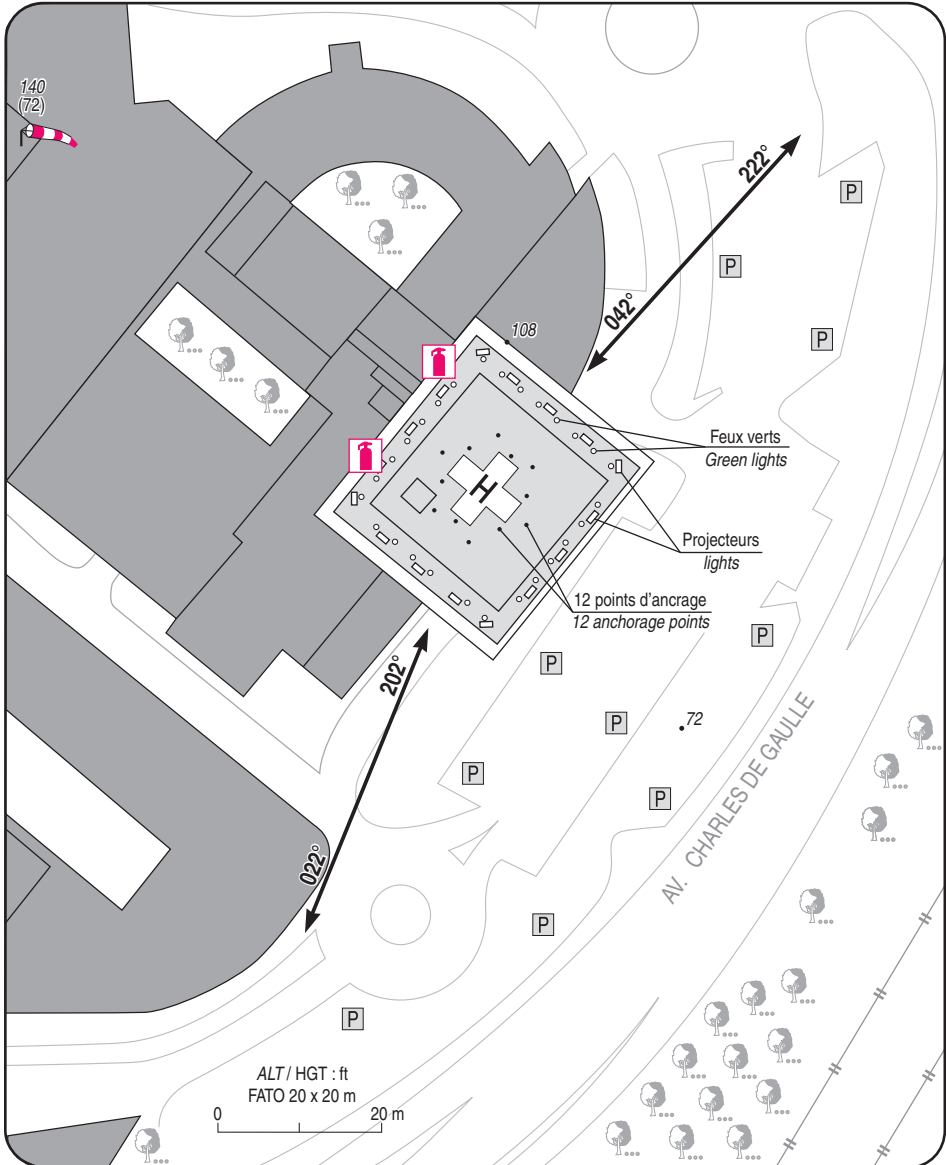 140
(72)
222°
P
P
042°
108
P
Feux verts
Green lights
H
Projecteurs
lights
12 points d'ancrage
12 anchorage points
P
202°
P
P
72
P
P
AV. CHARLES DE GAULLE
022°
P
P
ALT / HGT : ft
FATO 20 x 20 m
0 20 m